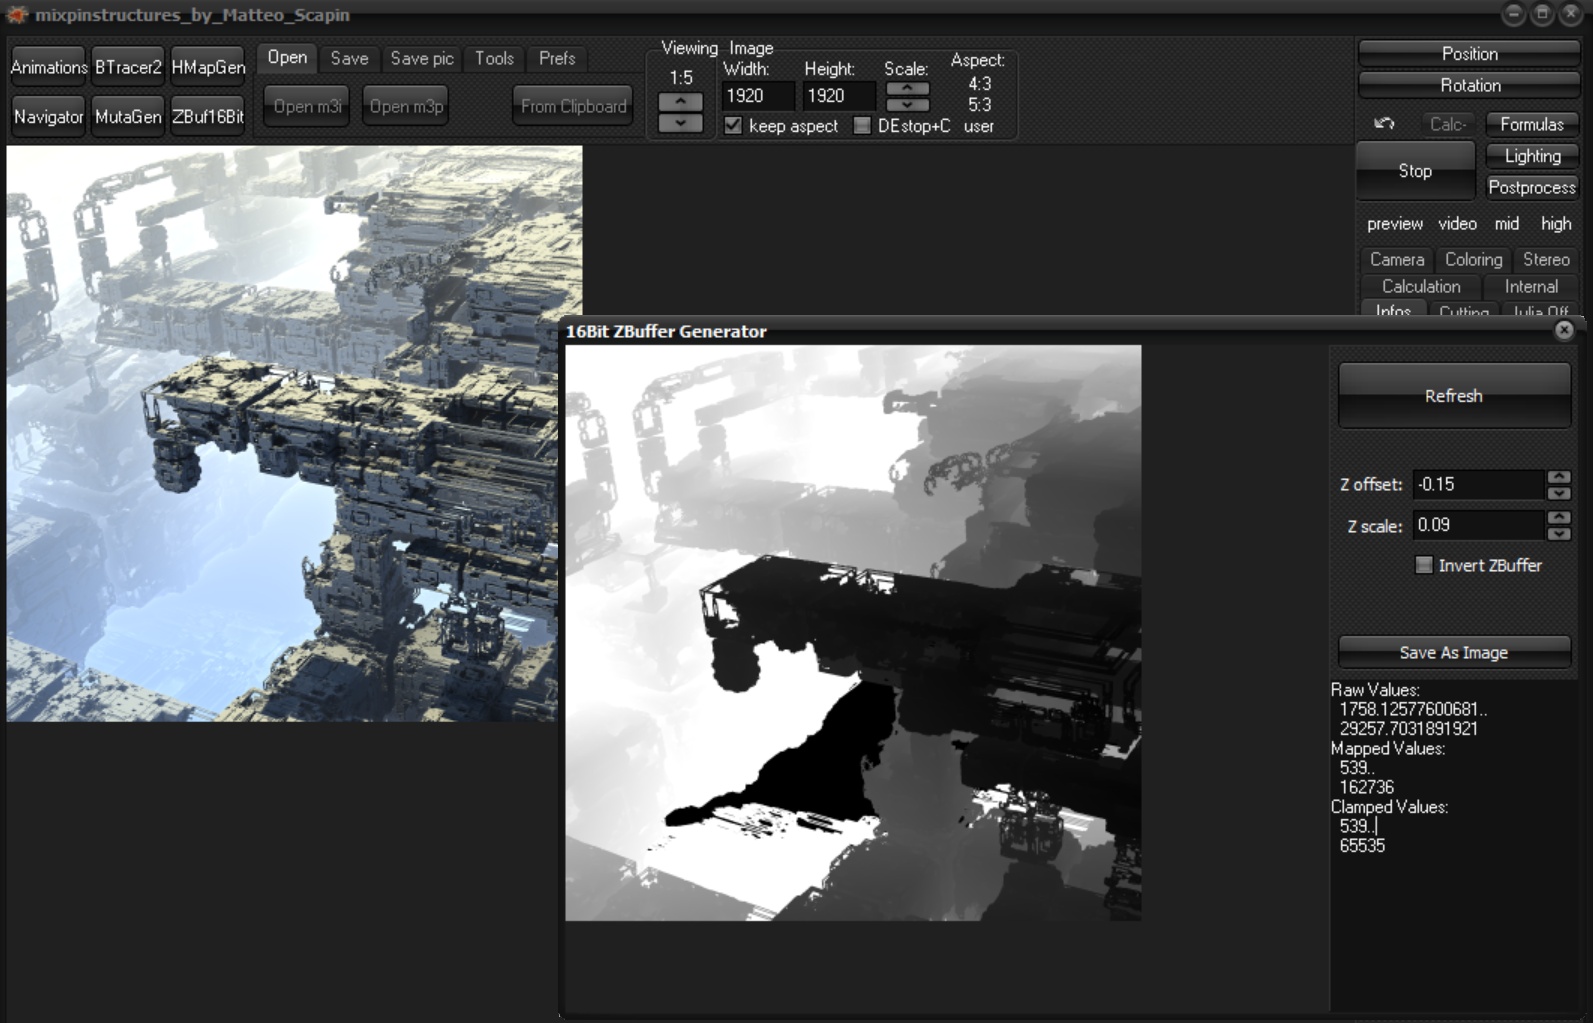 mixpinstructures_by_Matteo_Scapin
Animations BTracer2 HMapGen
Navigator MutaGen ZBuf16Bit
Open Save Save pic Tools Prefs
Open m3i Open m3p From Clipboard
Viewing Image
1:5
Width: Height: Scale: Aspect:
1920 1920
4:3
5:3
keep aspect DEstop+C user
Position
Rotation
Calc- Formulas
Stop
Lighting
Postprocess
preview video mid high
Camera Coloring Stereo
Calculation Internal
Infos Cutting Julia Off
16Bit ZBuffer Generator
Refresh
Z offset: -0.15
Z scale: 0.09
Invert ZBuffer
Save As Image
Raw Values:
1758.12577600681..
29257.7031891921
Mapped Values:
539..
162736
Clamped Values:
539..
65535